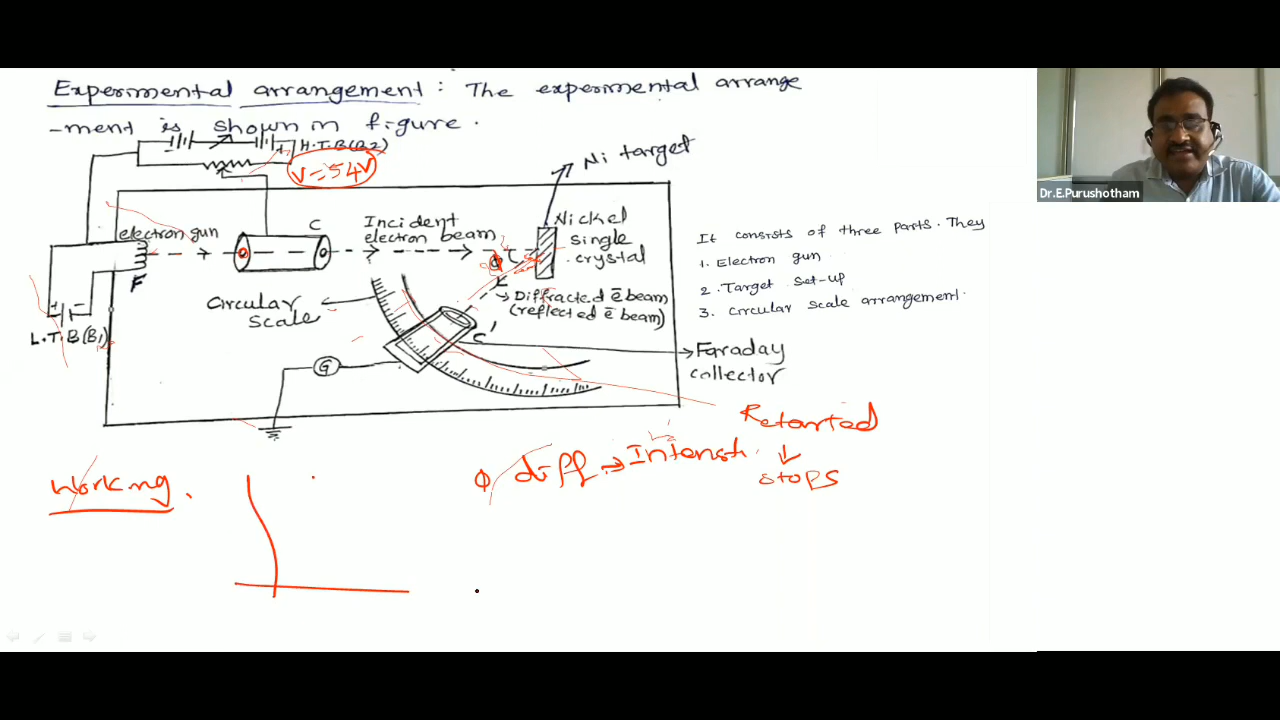 Experimental arrangement : The experimental arrange
-ment is shown in figure.
H.T.B(B2)
V=54V
Ni target
electron gun
C
Incident
electron beam
Nickel
single
crystal
F
ϕ
Circular
Scale
Diffracted ē beam
(reflected ē beam)
L.T.B(B1)
C'
G
Faraday
collector
It consists of three parts. They
1. Electron gun
2. Target set-up
3. circular scale arrangement.
Dr.E.Purushotham
Retarted
↓
stops
ϕ diff → Intensti
Working.